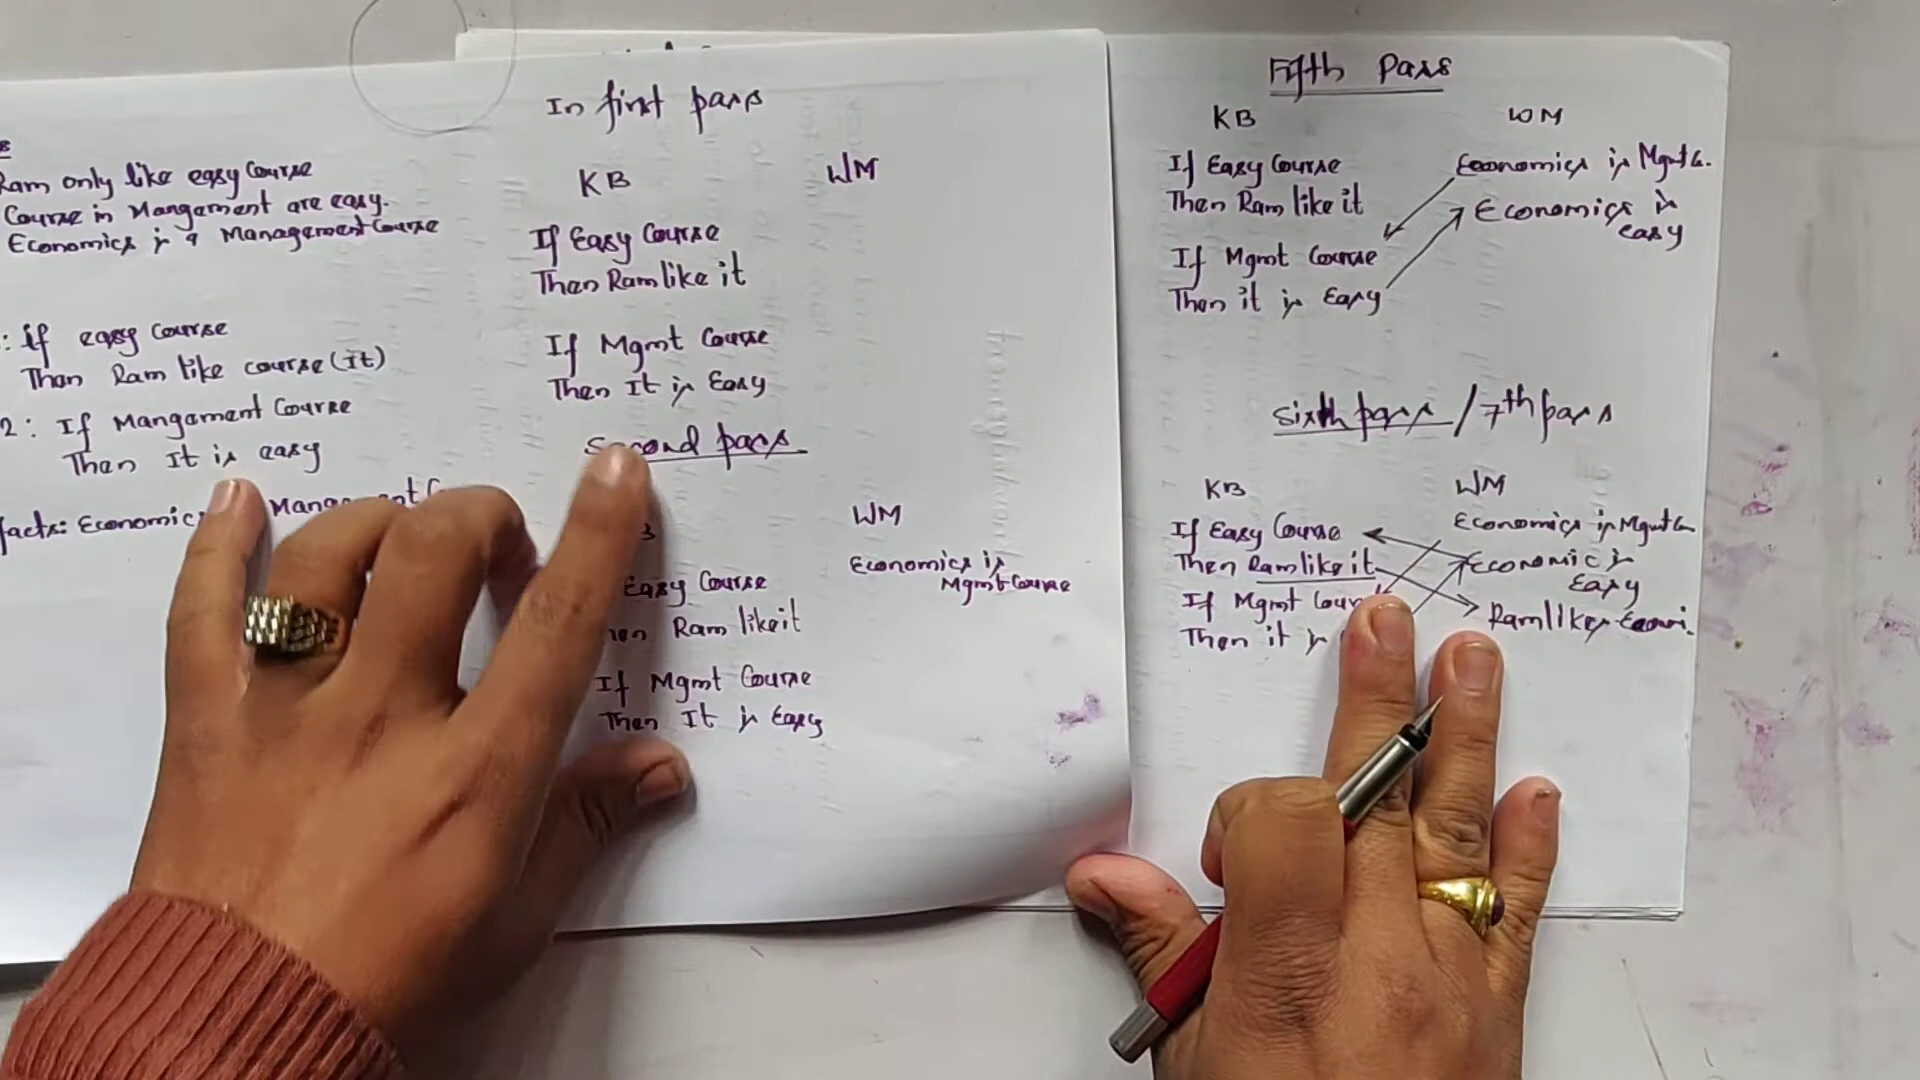 Ram only like easy Course
Course in Mangement are easy.
Economics is a Management Course
: if easy Course
Then Ram like course (It)
2: If Mangament Course
Then It is easy
facts: Economics Management
In first pass
KB WM
If Easy Course
Then Ram like it
If Mgmt Course
Then It is Easy
Second pass
WM
Economics is
Mgmt Course
Easy Course
Ram like it
If Mgmt Course
Then It is Easy
Fifth Pass
KB WM
If Easy Course
Then Ram like it
If Mgmt Course
Then it is Easy
Economics is Mgmt C.
Economics is
easy
Sixth pass / 7th pass
KB WM
If Easy Course
Then Ram like it
If Mgmt Cour
Then it is
Economics is Mgmt C
Economic is
Easy
Ram likes Econi.